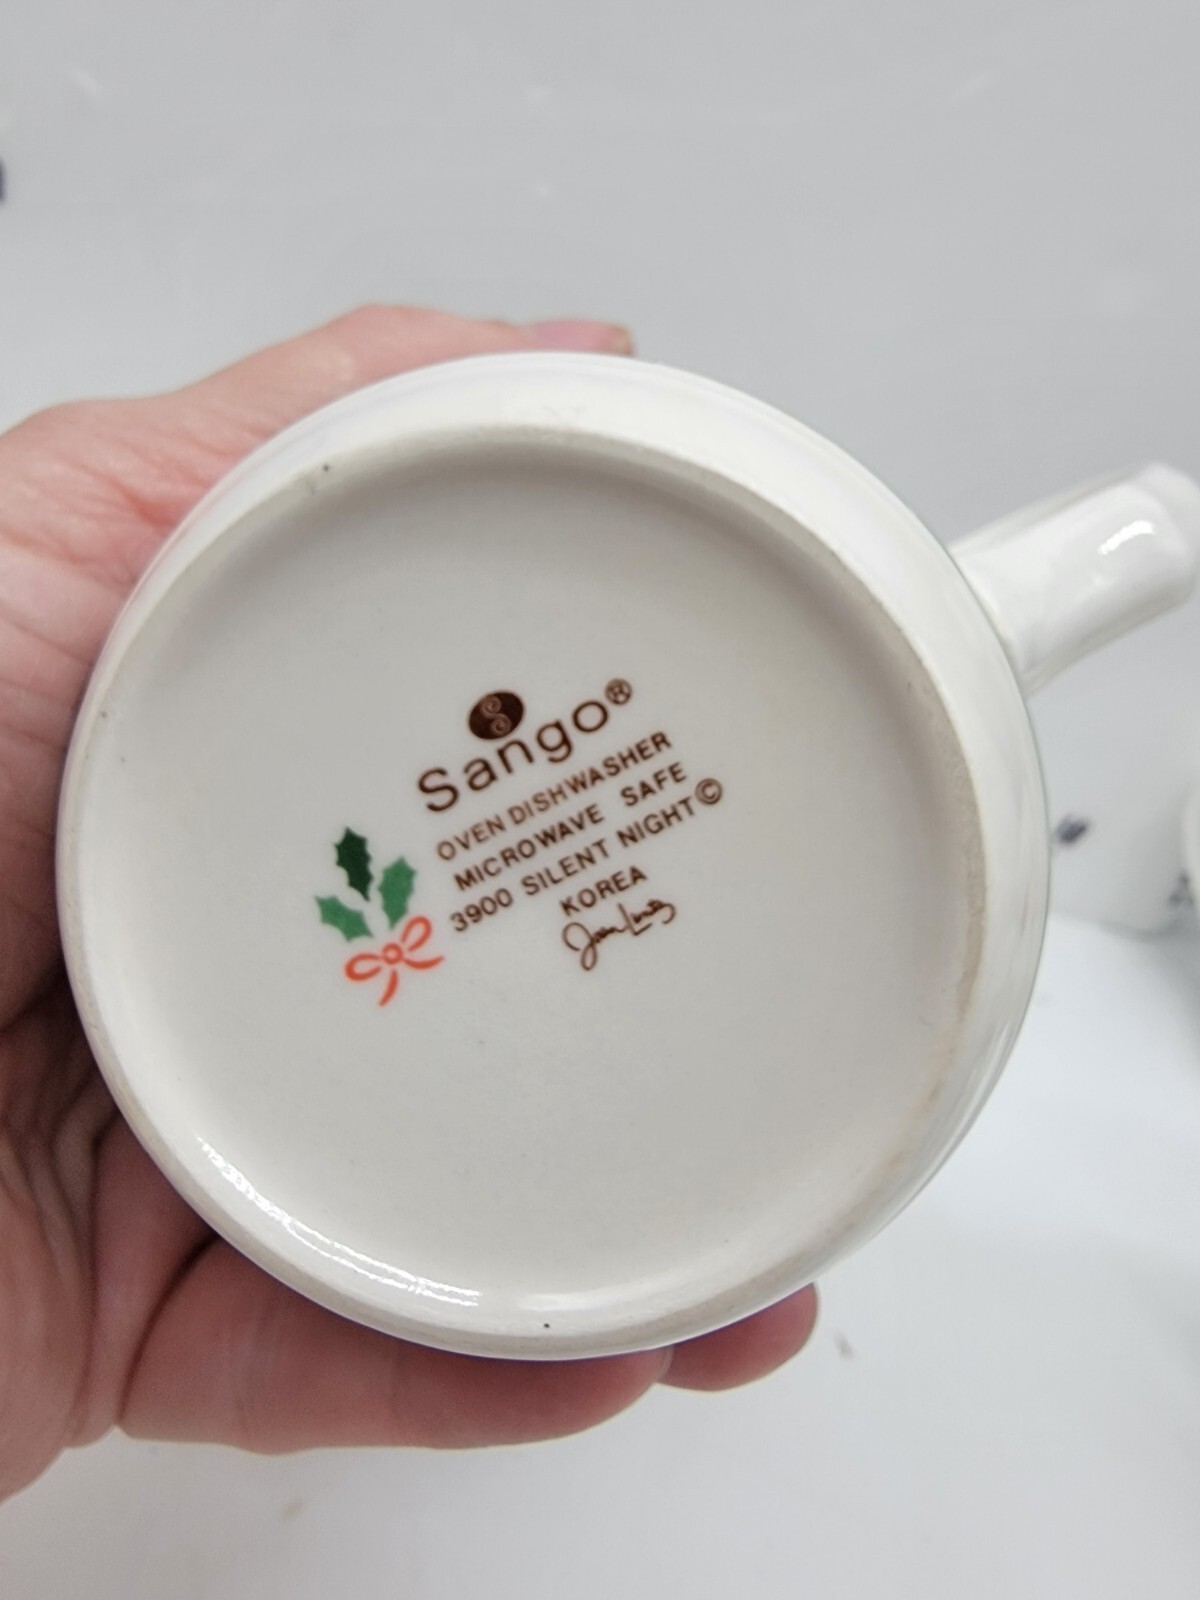 Sango®
OVEN DISHWASHER
MICROWAVE SAFE
3900 SILENT NIGHT©
KOREA